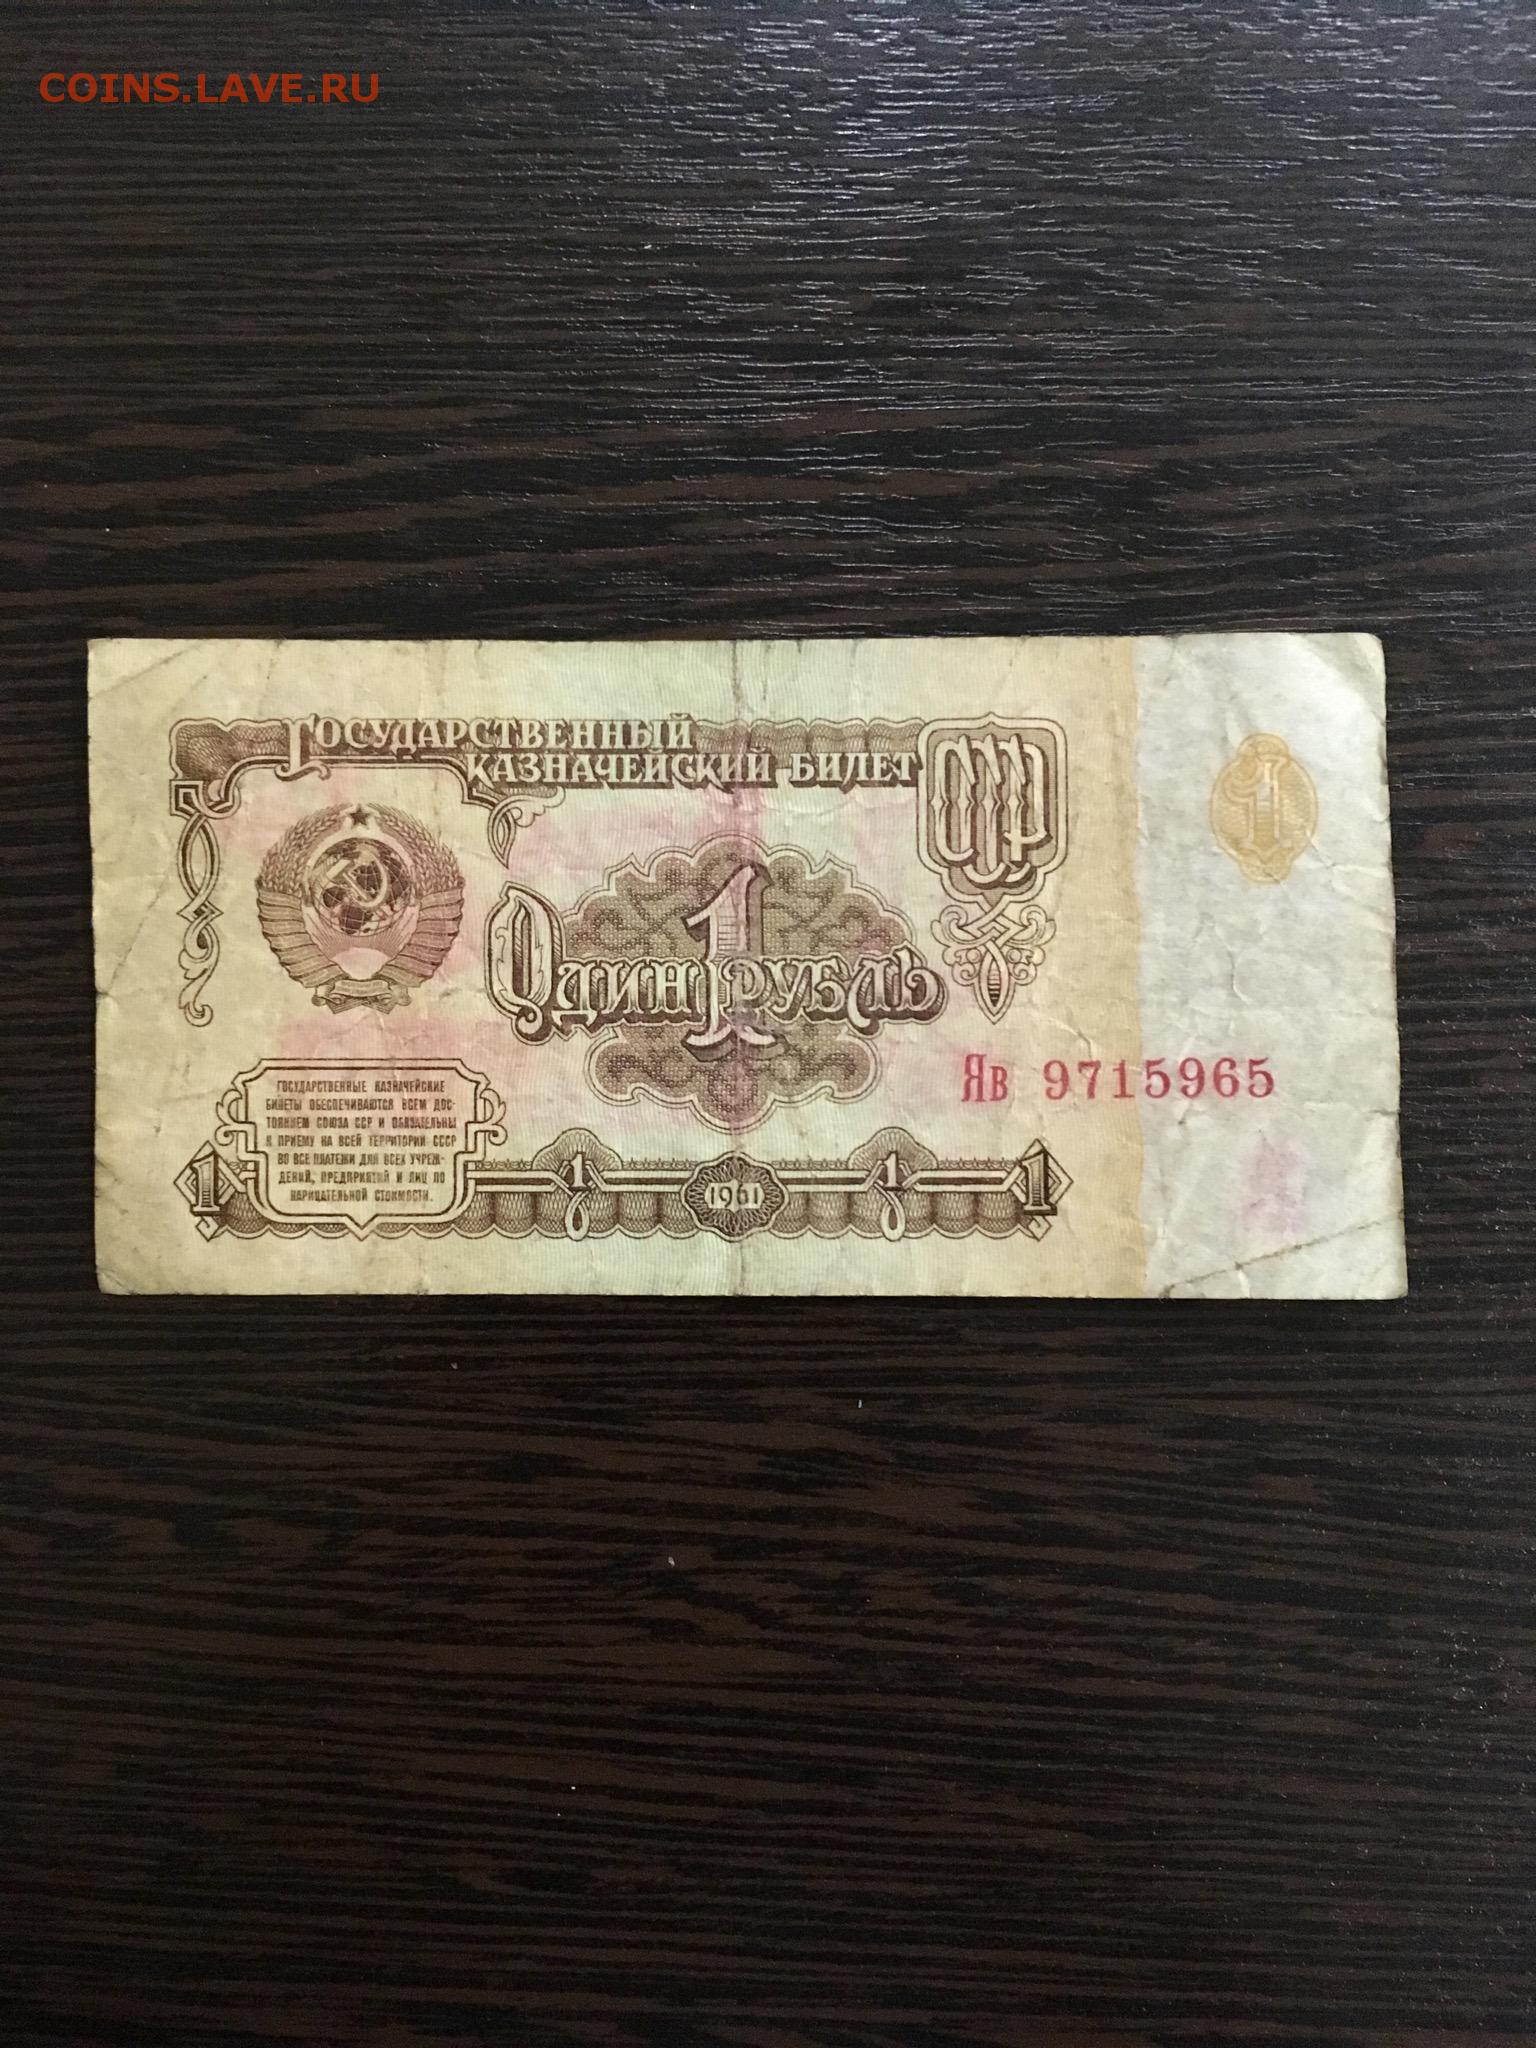 COINS.LAVE.RU
ГОСУДАРСТВЕННЫЙ
КАЗНАЧЕЙСКИЙ БИЛЕТ
СССР
1
1
ОДИН РУБЛЬ
Яв 9715965
ГОСУДАРСТВЕННЫЕ КАЗНАЧЕЙСКИЕ
БИЛЕТЫ ОБЕСПЕЧИВАЮТСЯ ВСЕМ ДОС-
ТОЯНИЕМ СОЮЗА ССР И ОБЯЗАТЕЛЬНЫ
К ПРИЕМУ НА ВСЕЙ ТЕРРИТОРИИ СССР
ВО ВСЕ ПЛАТЕЖИ ДЛЯ ВСЕХ УЧРЕЖ-
ДЕНИЙ, ПРЕДПРИЯТИЙ И ЛИЦ ПО
НАРИЦАТЕЛЬНОЙ СТОИМОСТИ.
1 1 1961 1 1